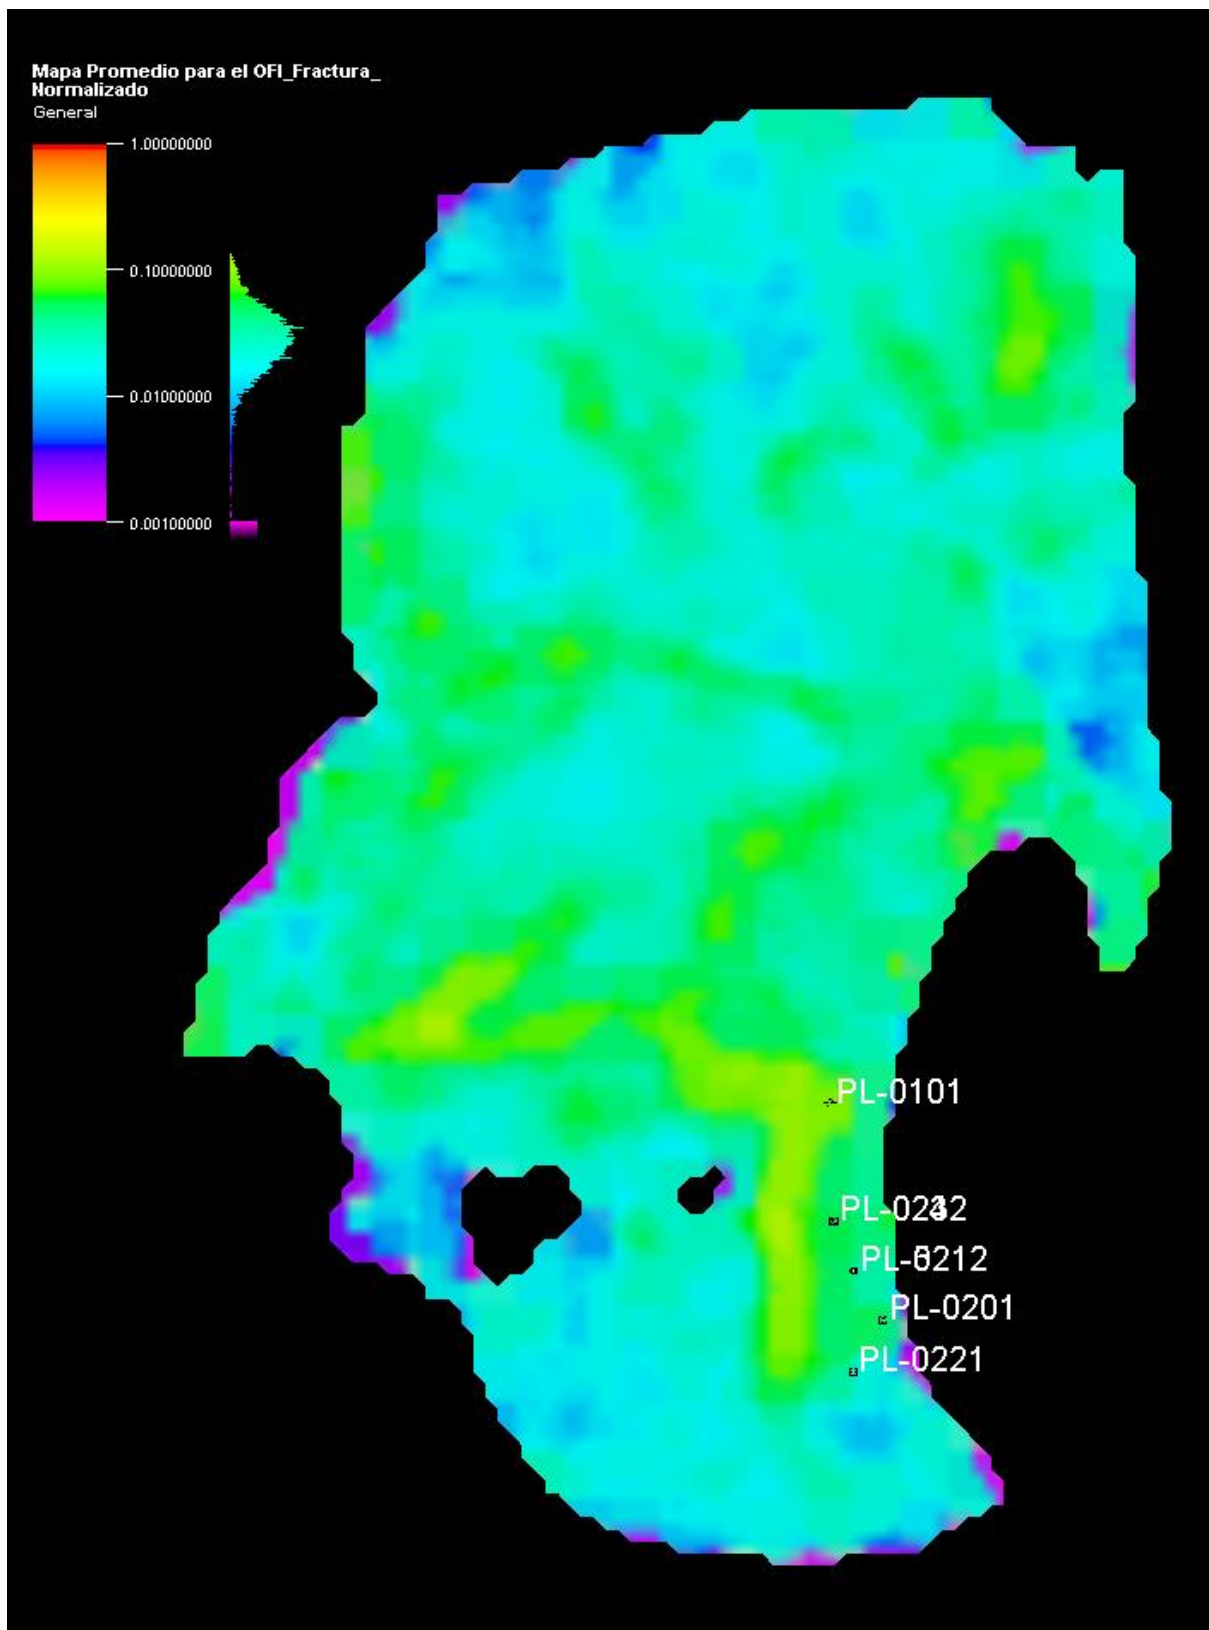 Mapa Promedio para el OFI_Fractura_
Normalizado
General
1.00000000
0.10000000
0.01000000
0.00100000
PL-0101
PL-0201
PL-0221